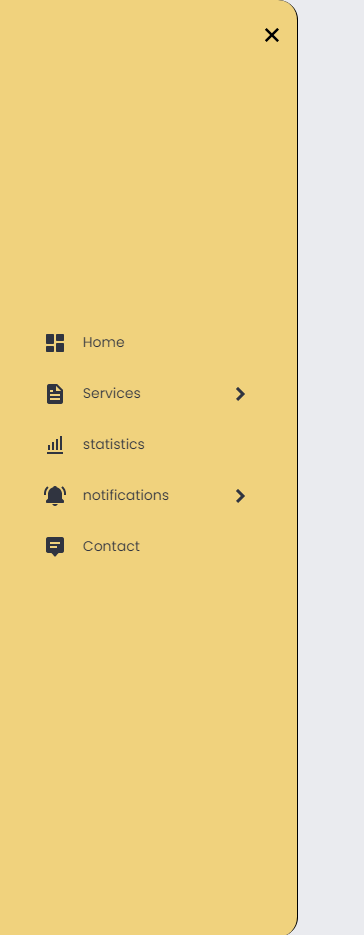 Home
Services
statistics
notifications
Contact